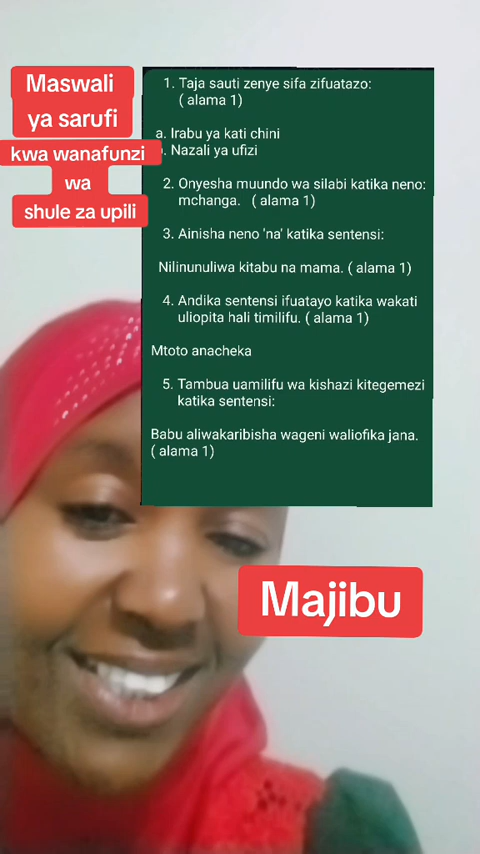 Maswali
ya sarufi
kwa wanafunzi
wa
shule za upili
1. Taja sauti zenye sifa zifuatazo:
( alama 1)
a. Irabu ya kati chini
. Nazali ya ufizi
2. Onyesha muundo wa silabi katika neno:
mchanga. ( alama 1)
3. Ainisha neno 'na' katika sentensi:
Nilinunuliwa kitabu na mama. ( alama 1)
4. Andika sentensi ifuatayo katika wakati
uliopita hali timilifu. ( alama 1)
Mtoto anacheka
5. Tambua uamilifu wa kishazi kitegemezi
katika sentensi:
Babu aliwakaribisha wageni waliofika jana.
( alama 1)
Majibu